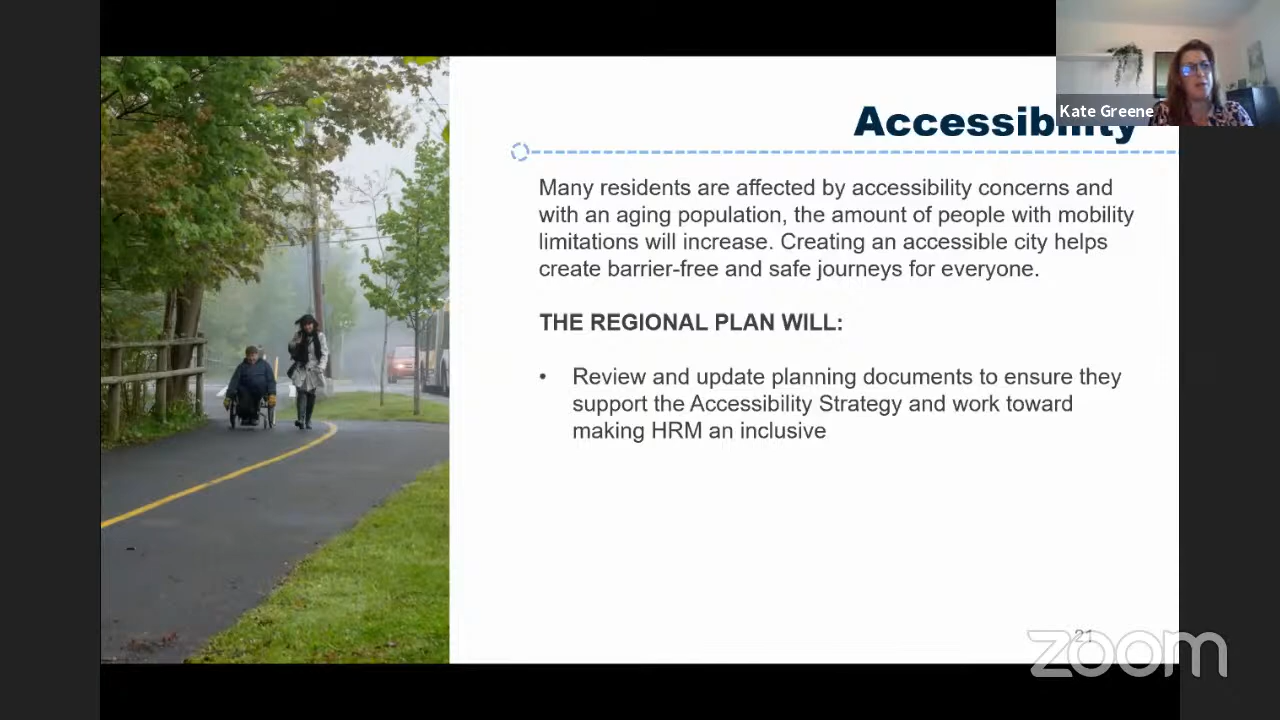 Kate Greene
Accessibility
Many residents are affected by accessibility concerns and
with an aging population, the amount of people with mobility
limitations will increase. Creating an accessible city helps
create barrier-free and safe journeys for everyone.
THE REGIONAL PLAN WILL:
• Review and update planning documents to ensure they
support the Accessibility Strategy and work toward
making HRM an inclusive
21
zoom